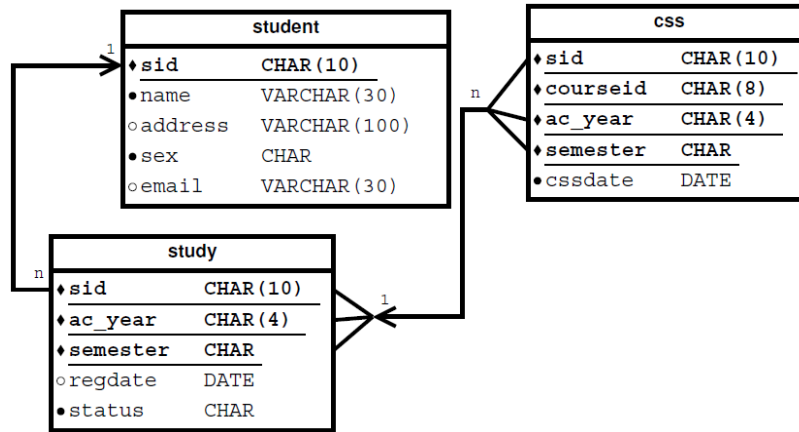 student
1
sid CHAR(10)
name VARCHAR(30)
address VARCHAR(100)
sex CHAR
email VARCHAR(30)
css
n
sid CHAR(10)
courseid CHAR(8)
ac_year CHAR(4)
semester CHAR
cssdate DATE
study
n
sid CHAR(10)
1
ac_year CHAR(4)
semester CHAR
regdate DATE
status CHAR